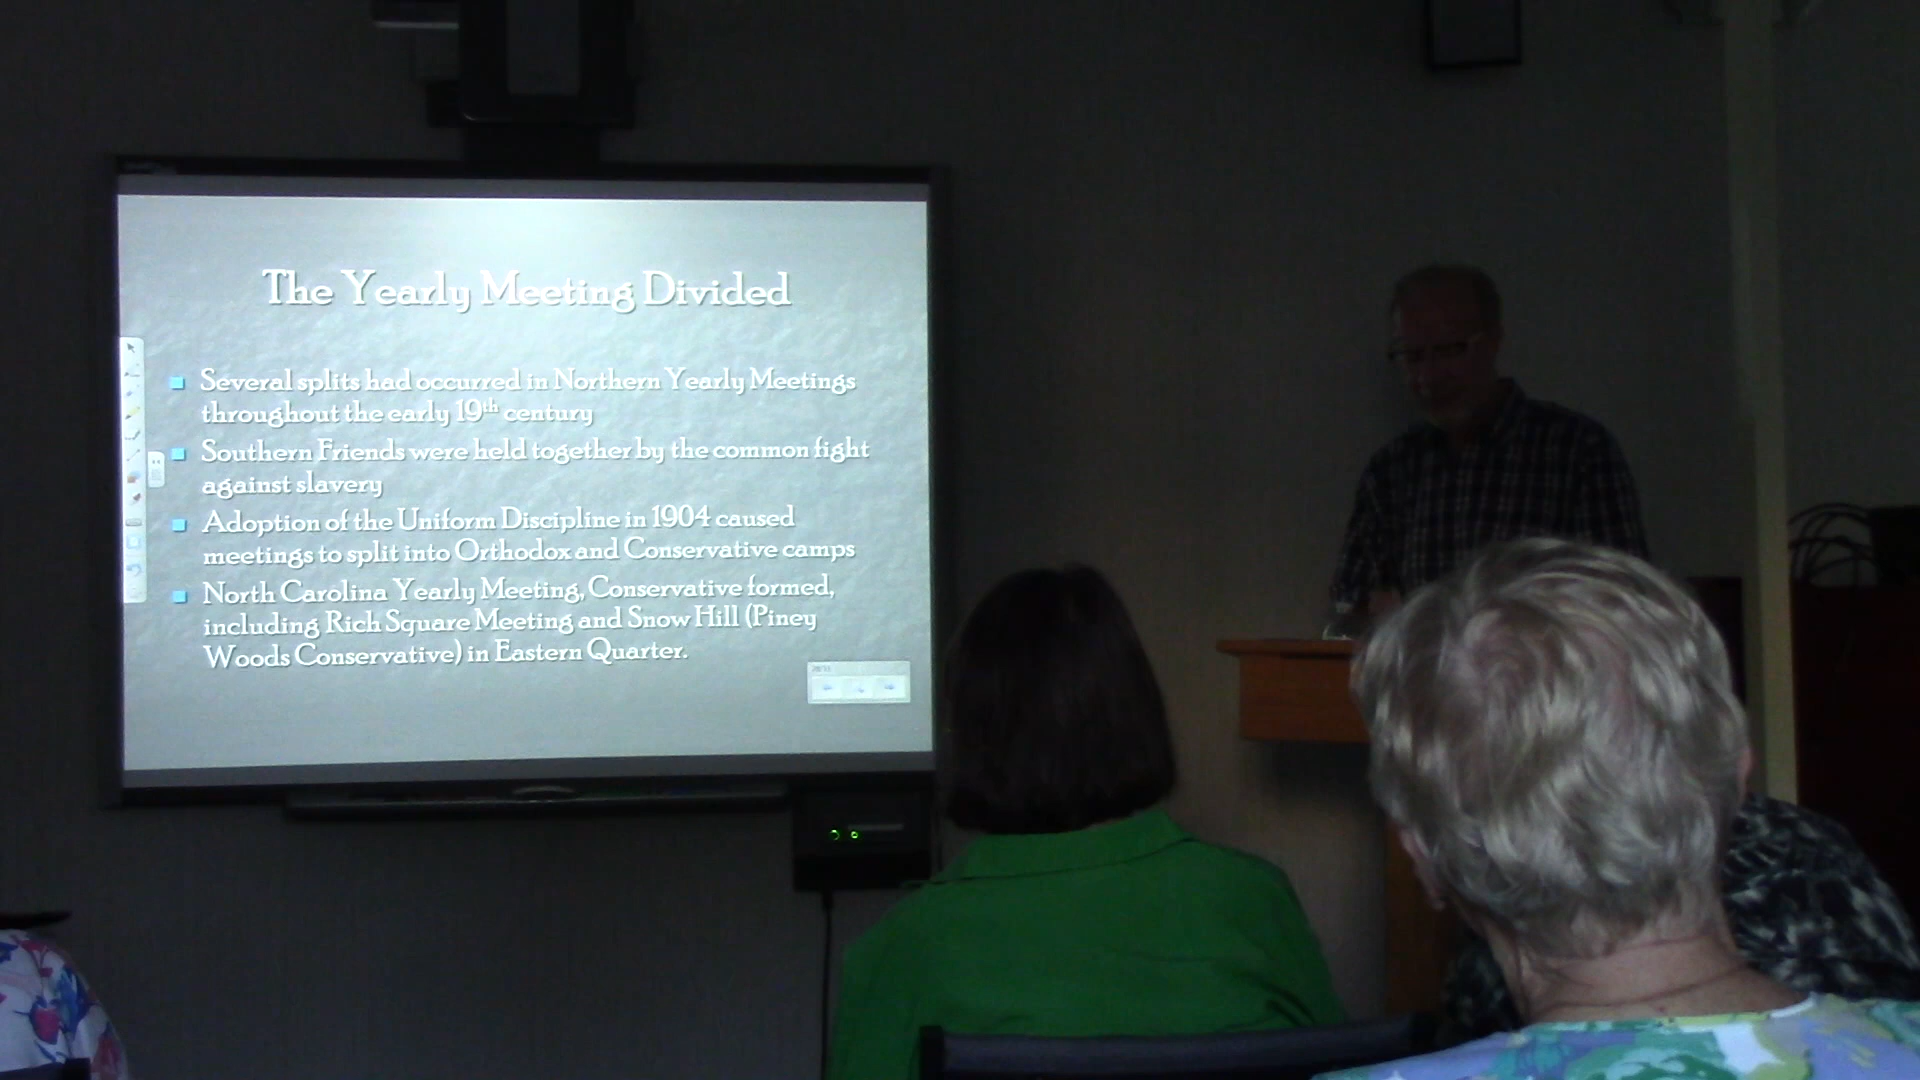 The Yearly Meeting Divided
Several splits had occurred in Northern Yearly Meetings
throughout the early 19th century
Southern Friends were held together by the common fight
against slavery
Adoption of the Uniform Discipline in 1904 caused
meetings to split into Orthodox and Conservative camps
North Carolina Yearly Meeting, Conservative formed,
including Rich Square Meeting and Snow Hill (Piney
Woods Conservative) in Eastern Quarter.